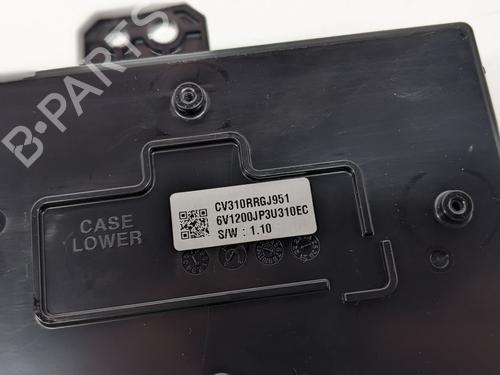 B-PARTS
CASE
LOWER
CV310RRGJ951
6V1200JP3U310EC
S/W : 1.10